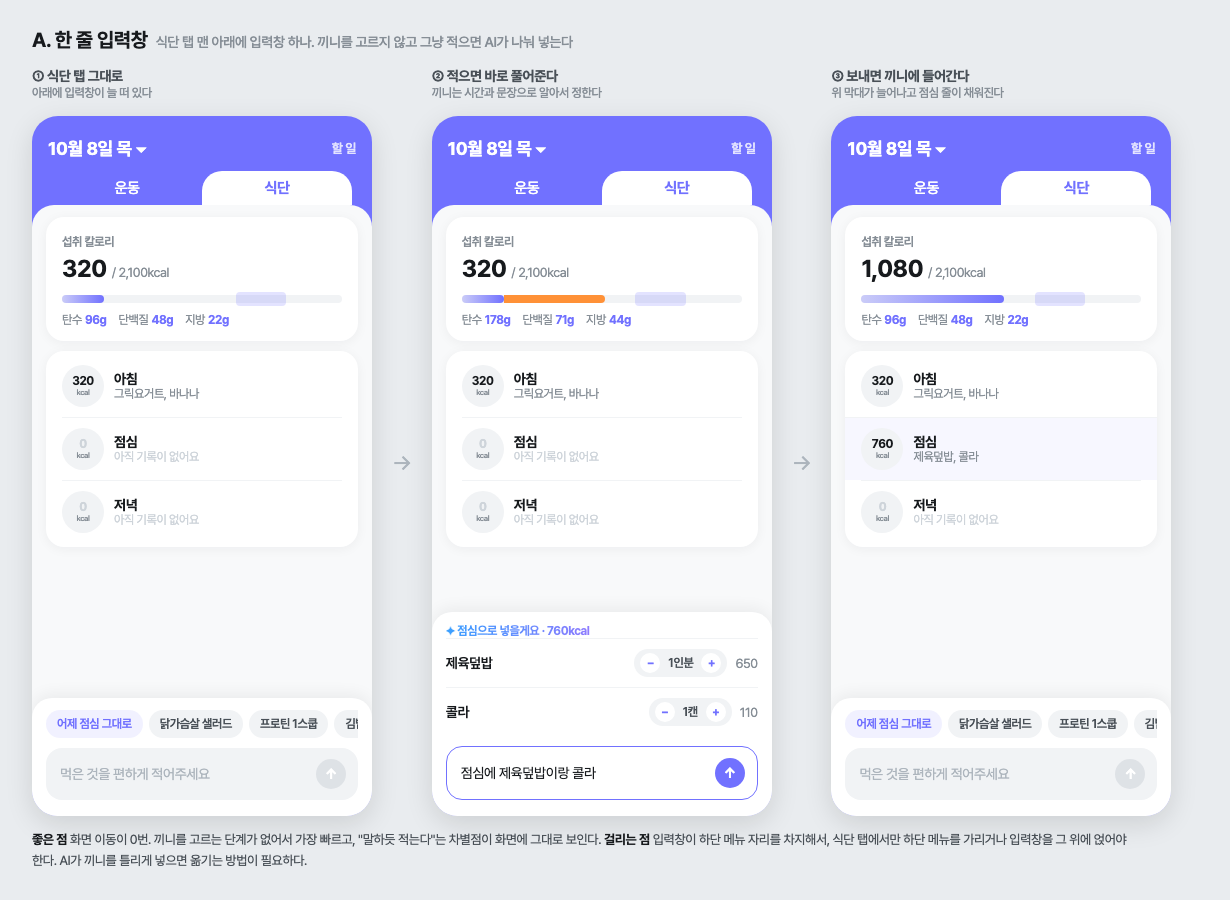 A. 한 줄 입력창 식단 탭 맨 아래에 입력창 하나. 끼니를 고르지 않고 그냥 적으면 AI가 나눠 넣는다
① 식단 탭 그대로
아래에 입력창이 늘 떠 있다
10월 8일 목
할 일
운동
식단
섭취 칼로리
320 / 2,100kcal
탄수 96g 단백질 48g 지방 22g
320 kcal
아침
그릭요거트, 바나나
0 kcal
점심
아직 기록이 없어요
0 kcal
저녁
아직 기록이 없어요
어제 점심 그대로
닭가슴살 샐러드
프로틴 1스쿱
먹은 것을 편하게 적어주세요
② 적으면 바로 풀어준다
끼니는 시간과 문장으로 알아서 정한다
10월 8일 목
할 일
운동
식단
섭취 칼로리
320 / 2,100kcal
탄수 178g 단백질 71g 지방 44g
320 kcal
아침
그릭요거트, 바나나
0 kcal
점심
아직 기록이 없어요
0 kcal
저녁
아직 기록이 없어요
✦ 점심으로 넣을게요 · 760kcal
제육덮밥
− 1인분 + 650
콜라
− 1캔 + 110
점심에 제육덮밥이랑 콜라
③ 보내면 끼니에 들어간다
위 막대가 늘어나고 점심 줄이 채워진다
10월 8일 목
할 일
운동
식단
섭취 칼로리
1,080 / 2,100kcal
탄수 96g 단백질 48g 지방 22g
320 kcal
아침
그릭요거트, 바나나
760 kcal
점심
제육덮밥, 콜라
0 kcal
저녁
아직 기록이 없어요
어제 점심 그대로
닭가슴살 샐러드
프로틴 1스쿱
먹은 것을 편하게 적어주세요
좋은 점 화면 이동이 0번. 끼니를 고르는 단계가 없어서 가장 빠르고, "말하듯 적는다"는 차별점이 화면에 그대로 보인다. 걸리는 점 입력창이 하단 메뉴 자리를 차지해서, 식단 탭에서만 하단 메뉴를 가리거나 입력창을 그 위에 얹어야
한다. AI가 끼니를 틀리게 넣으면 옮기는 방법이 필요하다.